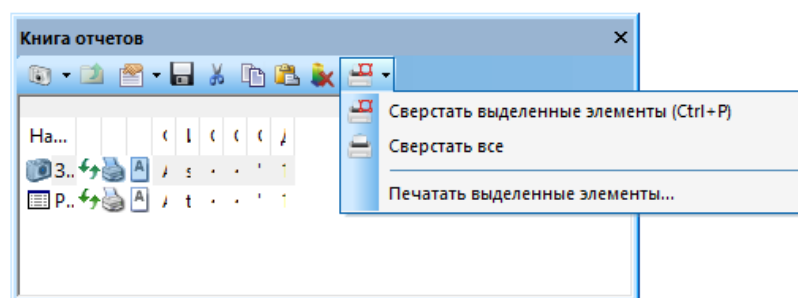 Книга отчетов
Сверстать выделенные элементы (Ctrl+P)
На...
Сверстать все
З..
Р..
Печатать выделенные элементы...